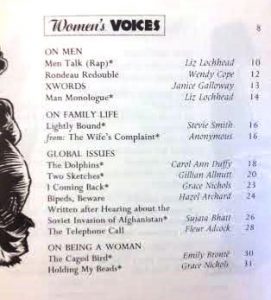 Women's VOICES 8
ON MEN
Men Talk (Rap)* Liz Lochhead 10
Rondeau Redouble Wendy Cope 12
XWORDS Janice Galloway 13
Man Monologue* Liz Lochhead 14
ON FAMILY LIFE
Lightly Bound* Stevie Smith 16
from: The Wife's Complaint* Anonymous 16
GLOBAL ISSUES
The Dolphins* Carol Ann Duffy 18
Two Sketches* Gillian Allnutt 20
I Coming Back* Grace Nichols 23
Bipeds, Beware Hazel Archard 24
Written after Hearing about the
Soviet Invasion of Afghanistan* Sujata Bhatt 26
The Telephone Call Fleur Adcock 28
ON BEING A WOMAN
The Caged Bird* Emily Brontë 30
Holding My Beads* Grace Nichols 31